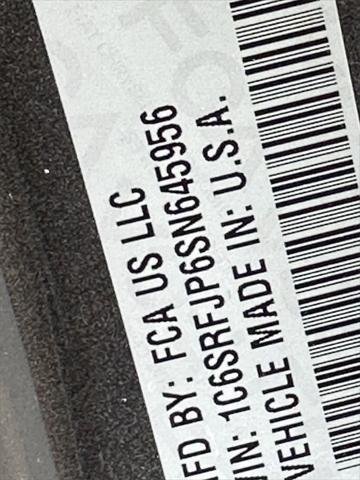 FD BY: FCA US LLC
IN: 1C6SRFJP6SN645956
VEHICLE MADE IN: U.S.A.